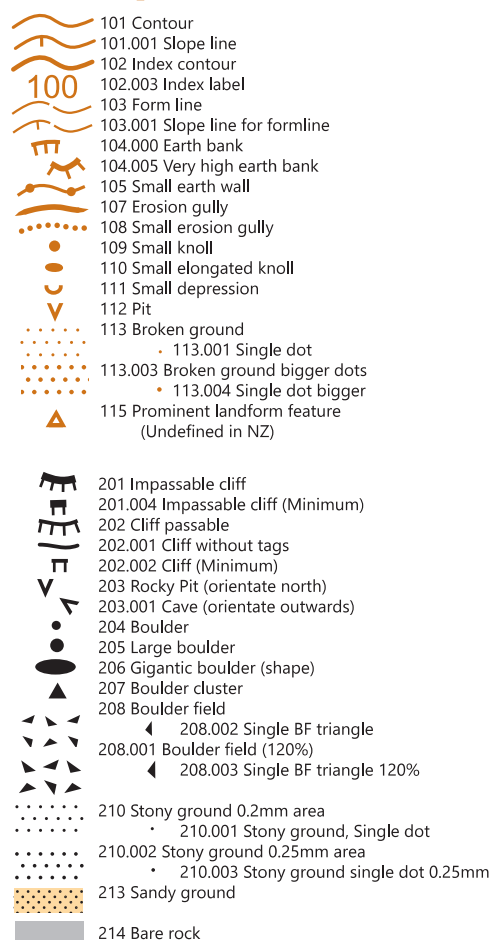 101 Contour
101.001 Slope line
102 Index contour
100 102.003 Index label
103 Form line
103.001 Slope line for formline
104.000 Earth bank
104.005 Very high earth bank
105 Small earth wall
107 Erosion gully
108 Small erosion gully
109 Small knoll
110 Small elongated knoll
111 Small depression
112 Pit
113 Broken ground
113.001 Single dot
113.003 Broken ground bigger dots
113.004 Single dot bigger
115 Prominent landform feature
(Undefined in NZ)
201 Impassable cliff
201.004 Impassable cliff (Minimum)
202 Cliff passable
202.001 Cliff without tags
202.002 Cliff (Minimum)
203 Rocky Pit (orientate north)
203.001 Cave (orientate outwards)
204 Boulder
205 Large boulder
206 Gigantic boulder (shape)
207 Boulder cluster
208 Boulder field
208.002 Single BF triangle
208.001 Boulder field (120%)
208.003 Single BF triangle 120%
210 Stony ground 0.2mm area
210.001 Stony ground, Single dot
210.002 Stony ground 0.25mm area
210.003 Stony ground single dot 0.25mm
213 Sandy ground
214 Bare rock